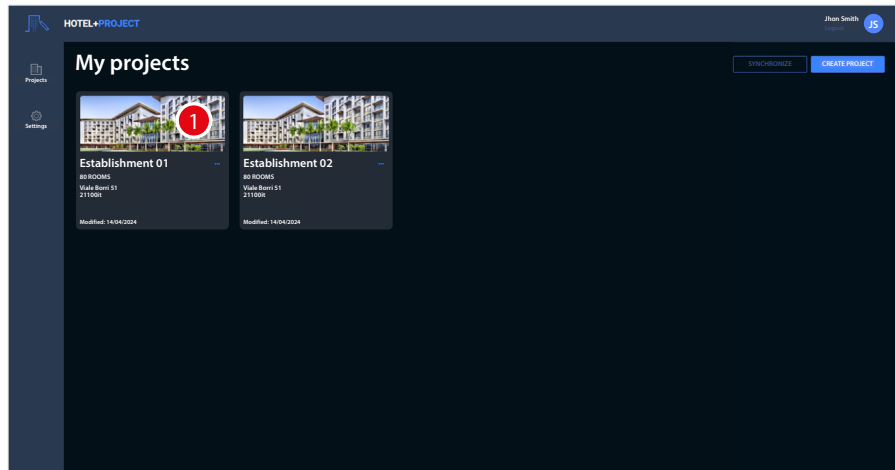 HOTEL+PROJECT
Jhon Smith
Logout
JS
Projects
Settings
My projects
SYNCHRONIZE
CREATE PROJECT
1
Establishment 01
80 ROOMS
Viale Borri 51
21100it
Modified: 14/04/2024
Establishment 02
80 ROOMS
Viale Borri 51
21100it
Modified: 14/04/2024